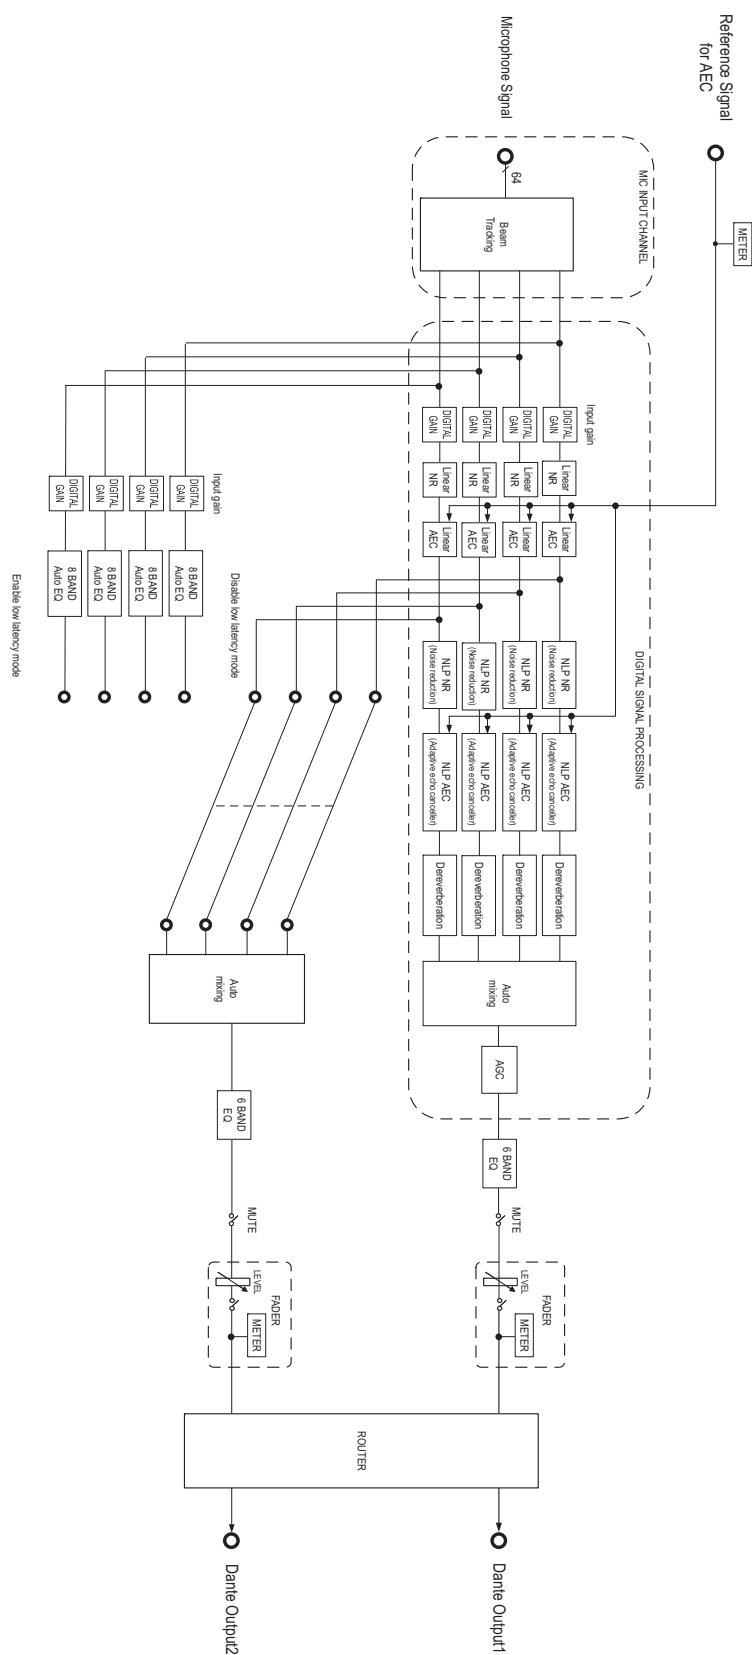 Reference Signal
for AEC
METER
Microphone Signal
MIC INPUT CHANNEL
64
Beam
Tracking
DIGITAL SIGNAL PROCESSING
Input gain
DIGITAL
GAIN
Linear
NR
Linear
AEC
NLP NR
(Noise reduction)
NLP AEC
(Adaptive echo canceller)
Dereverberation
DIGITAL
GAIN
Linear
NR
Linear
AEC
NLP NR
(Noise reduction)
NLP AEC
(Adaptive echo canceller)
Dereverberation
DIGITAL
GAIN
Linear
NR
Linear
AEC
NLP NR
(Noise reduction)
NLP AEC
(Adaptive echo canceller)
Dereverberation
DIGITAL
GAIN
Linear
NR
Linear
AEC
NLP NR
(Noise reduction)
NLP AEC
(Adaptive echo canceller)
Dereverberation
Auto
mixing
AGC
6 BAND
EQ
MUTE
FADER
LEVEL
METER
ROUTER
Dante Output1
Disable low latency mode
Input gain
DIGITAL
GAIN
8 BAND
Auto EQ
DIGITAL
GAIN
8 BAND
Auto EQ
DIGITAL
GAIN
8 BAND
Auto EQ
DIGITAL
GAIN
8 BAND
Auto EQ
Enable low latency mode
Auto
mixing
6 BAND
EQ
MUTE
FADER
LEVEL
METER
Dante Output2